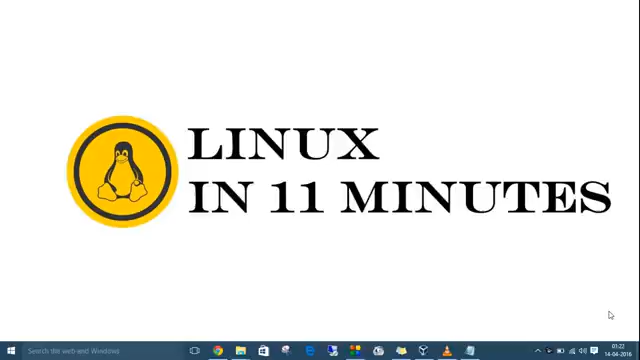 LINUX
IN 11 MINUTES
Search the web and Windows
01:22
14-04-2016